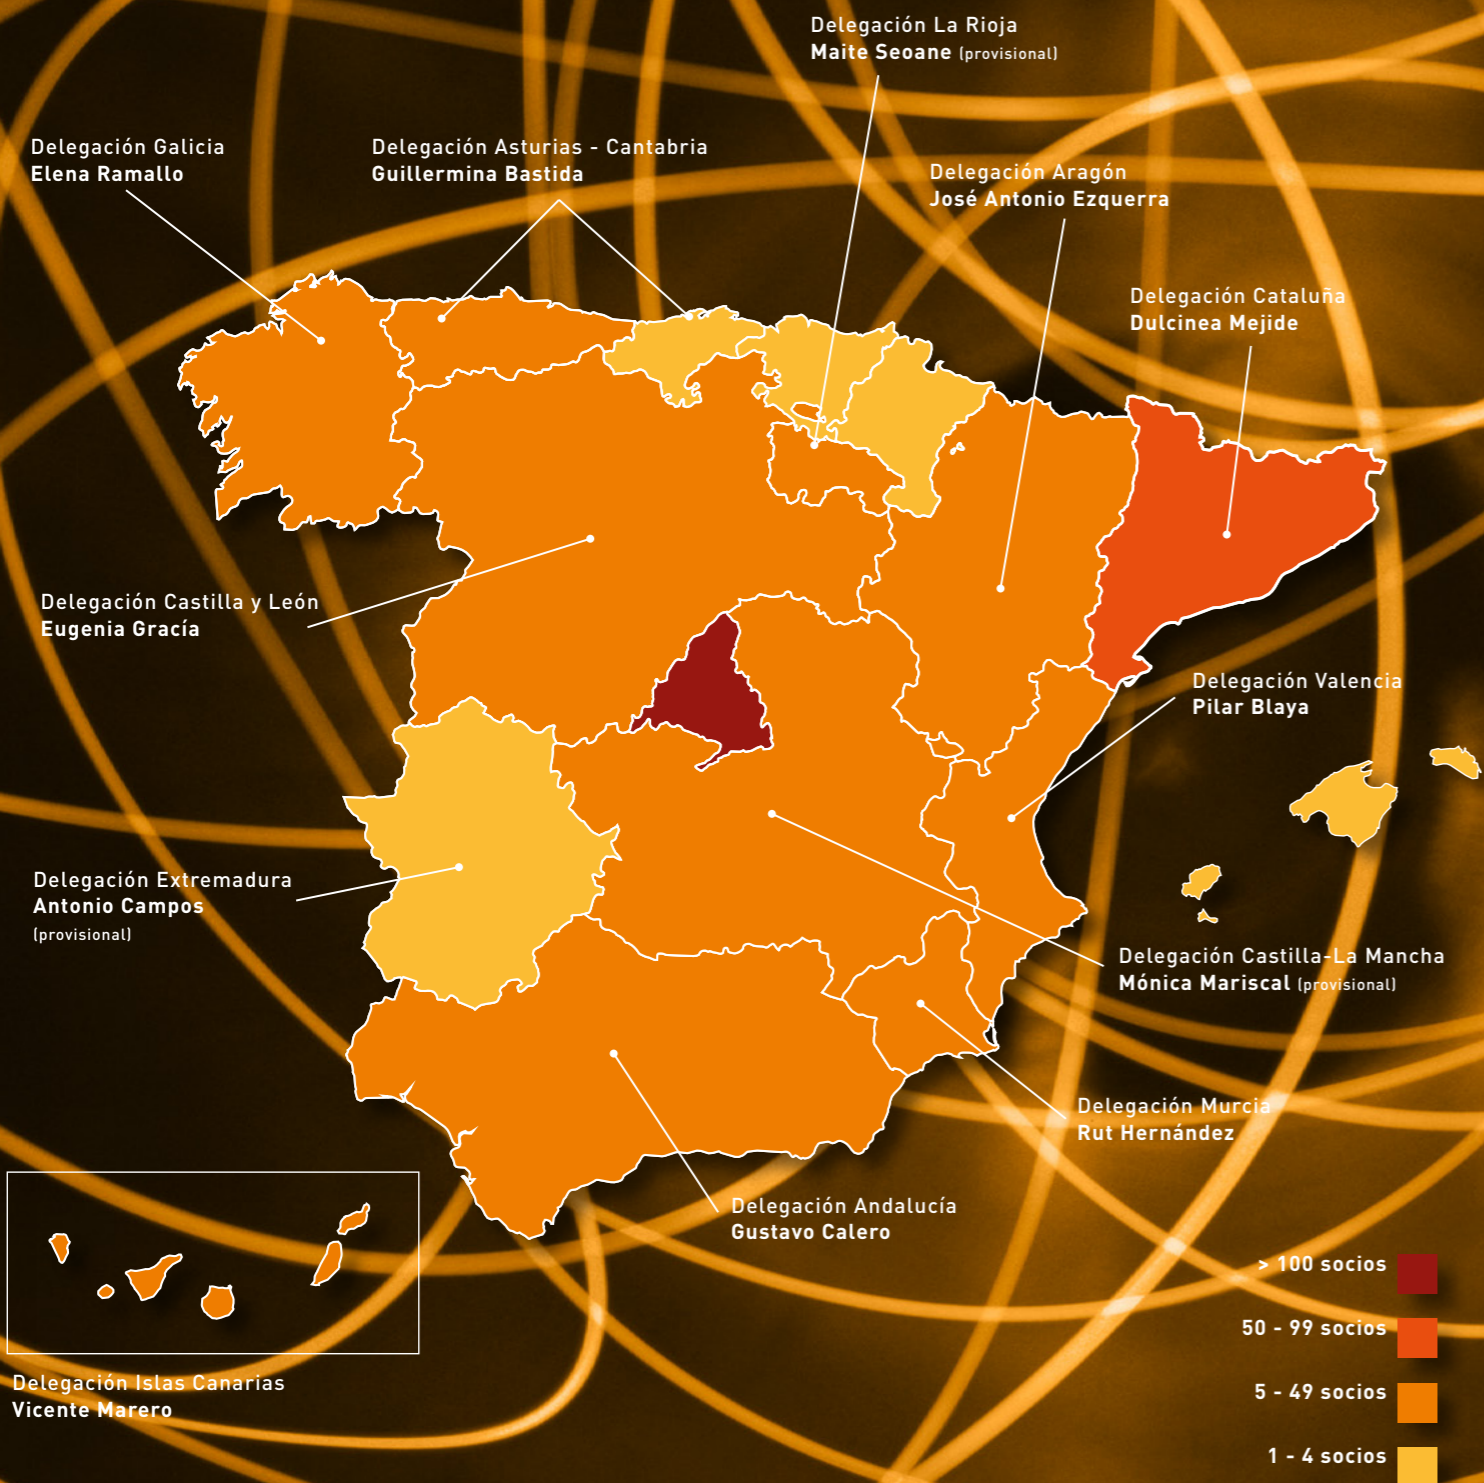 Delegación La Rioja
Maite Seoane (provisional)
Delegación Galicia
Elena Ramallo
Delegación Asturias - Cantabria
Guillermina Bastida
Delegación Aragón
José Antonio Ezquerra
Delegación Cataluña
Dulcinea Mejide
Delegación Castilla y León
Eugenia Gracía
Delegación Valencia
Pilar Blaya
Delegación Extremadura
Antonio Campos
(provisional)
Delegación Castilla-La Mancha
Mónica Mariscal (provisional)
Delegación Murcia
Rut Hernández
Delegación Andalucía
Gustavo Calero
Delegación Islas Canarias
Vicente Marero
> 100 socios
50 - 99 socios
5 - 49 socios
1 - 4 socios